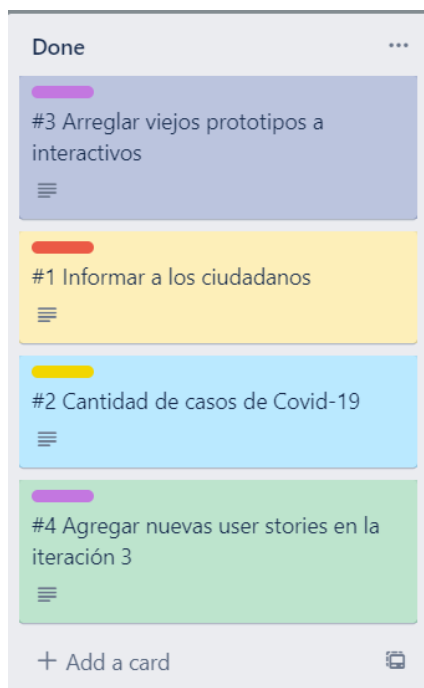 Done
#3 Arreglar viejos prototipos a
interactivos
#1 Informar a los ciudadanos
#2 Cantidad de casos de Covid-19
#4 Agregar nuevas user stories en la
iteración 3
+ Add a card